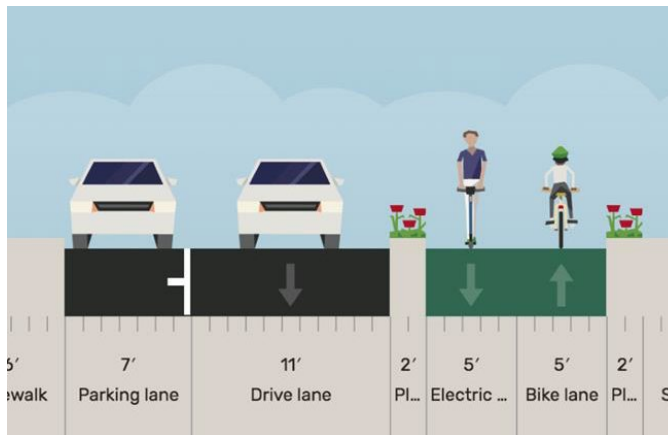 6′ 7′ 11′ 2′ 5′ 5′ 2′
ewalk Parking lane Drive lane Pl... Electric ... Bike lane Pl... S